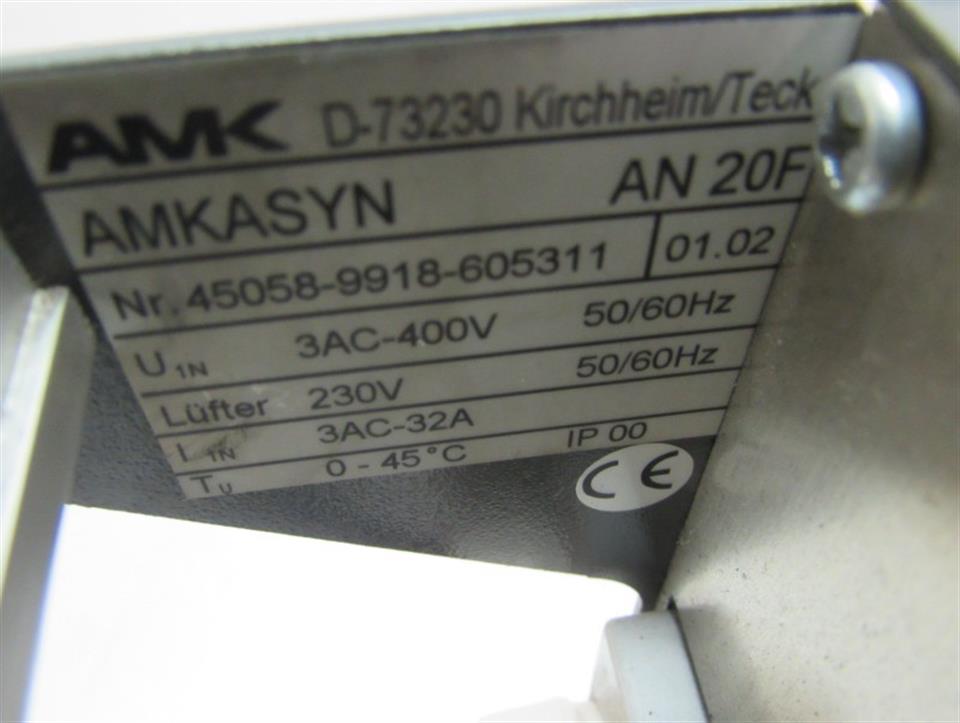 AMK D-73230 Kirchheim/Teck
AMKASYN AN 20F
Nr. 45058-9918-605311 01.02
U1N 3AC-400V 50/60Hz
Lüfter 230V 50/60Hz
I1N 3AC-32A
TU 0 - 45°C IP 00
CE